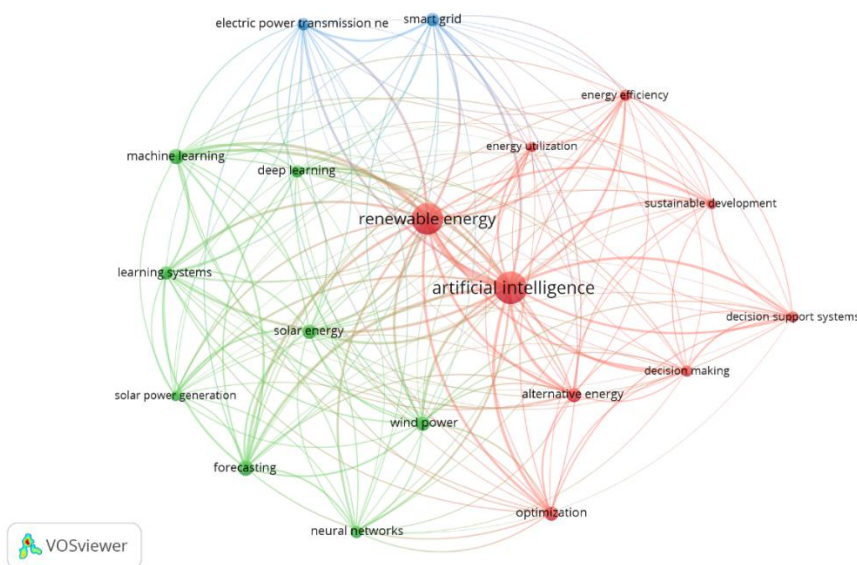 electric power transmission ne
smart grid
energy efficiency
machine learning
energy utilization
deep learning
sustainable development
renewable energy
learning systems
artificial intelligence
decision support systems
solar energy
decision making
solar power generation
alternative energy
wind power
forecasting
optimization
neural networks
VOSviewer